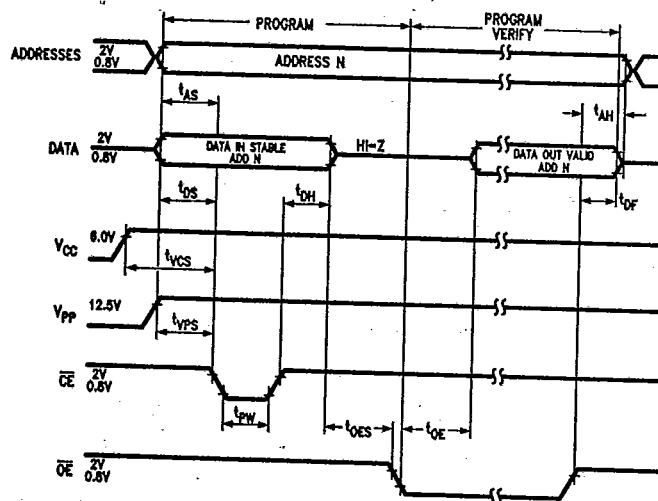 PROGRAM
PROGRAM
VERIFY
ADDRESSES
2V
0.8V
ADDRESS N
tAS
tAH
DATA
2V
0.8V
DATA IN STABLE
ADD N
HI-Z
DATA OUT VALID
ADD N
tDS
tDH
tDF
VCC
6.0V
tVCS
VPP
12.5V
tVPS
CE
2V
0.8V
tPW
tOES
tOE
OE
2V
0.8V